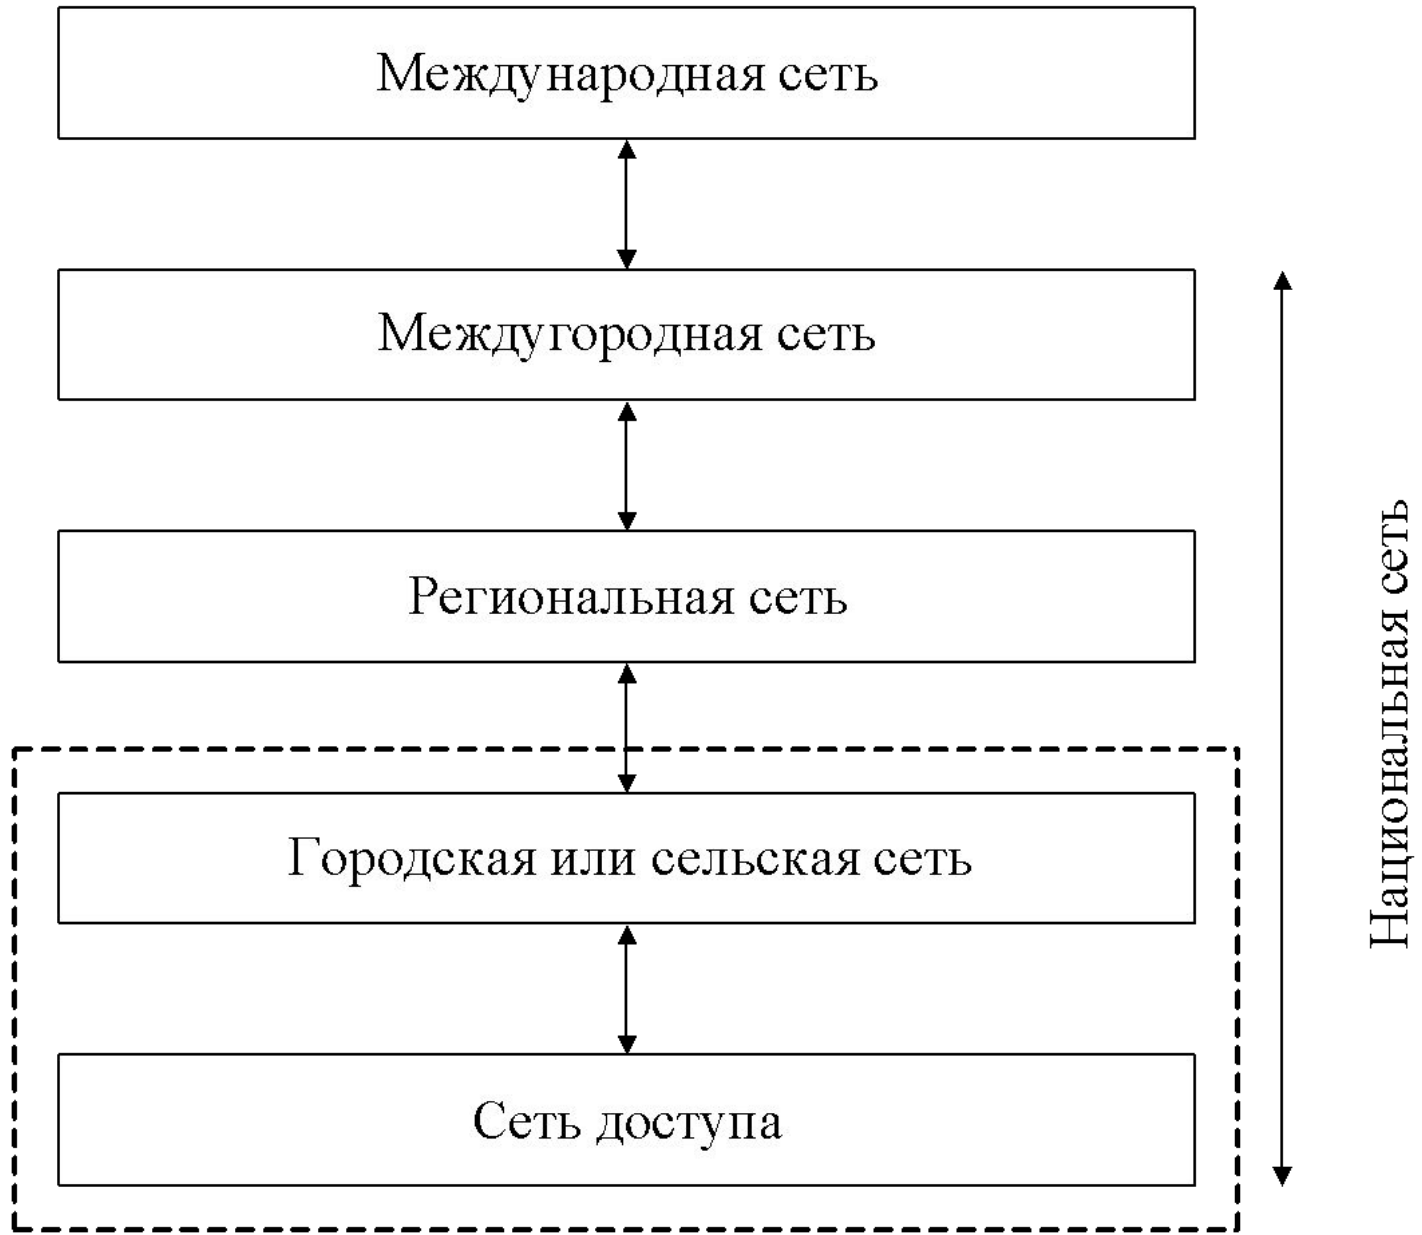 Международная сеть
Междугородная сеть
Региональная сеть
Городская или сельская сеть
Сеть доступа
Национальная сеть